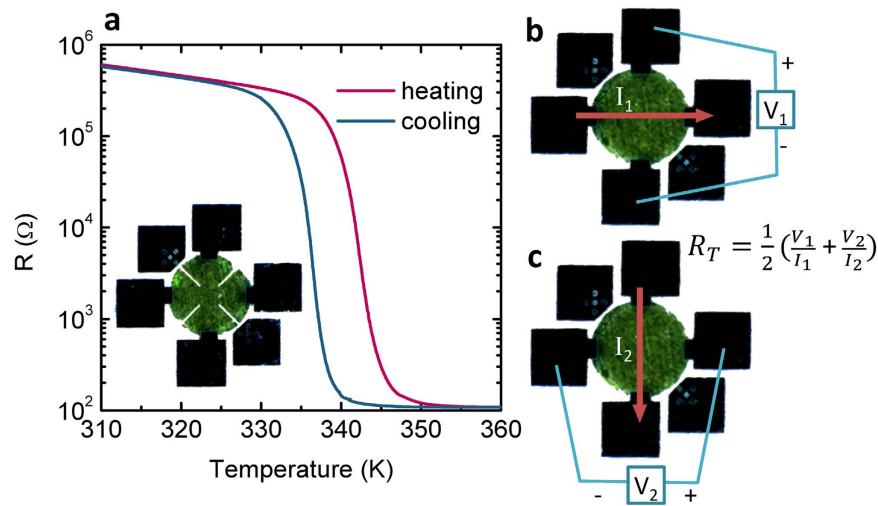 a
10⁶
10⁵
10⁴
10³
10²
R (Ω)
heating
cooling
310 320 330 340 350 360
Temperature (K)
b
I₁
+
V₁
-
R_T = 1/2 (V₁/I₁ + V₂/I₂)
c
I₂
- V₂ +